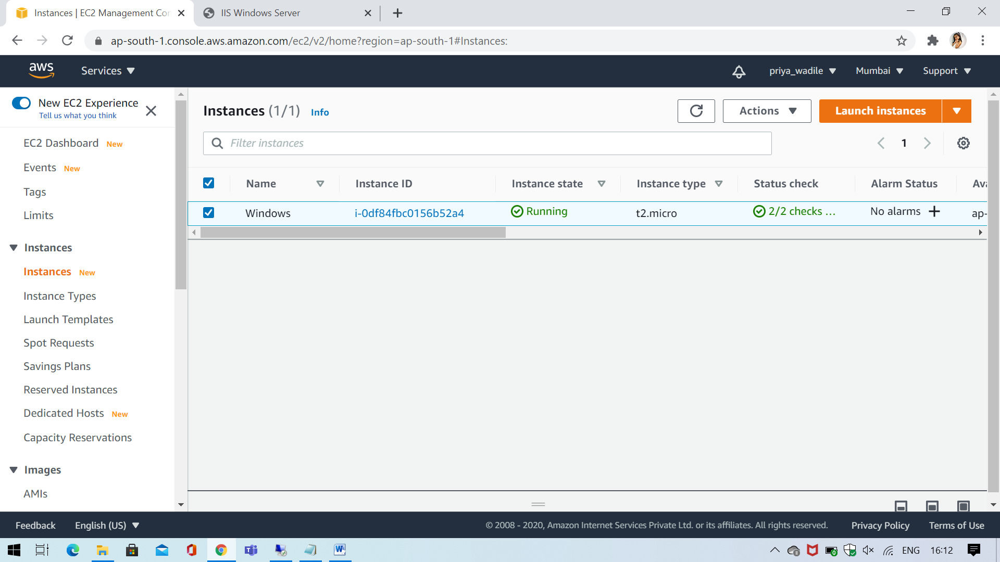 Instances | EC2 Management Cor
IIS Windows Server
ap-south-1.console.aws.amazon.com/ec2/v2/home?region=ap-south-1#Instances:
aws
Services
priya_wadile
Mumbai
Support
New EC2 Experience
Tell us what you think
EC2 Dashboard New
Events New
Tags
Limits
Instances
Instances New
Instance Types
Launch Templates
Spot Requests
Savings Plans
Reserved Instances
Dedicated Hosts New
Capacity Reservations
Images
AMIs
Instances (1/1) Info
Actions
Launch instances
Filter instances
1
Name Instance ID Instance state Instance type Status check Alarm Status Ava
Windows i-0df84fbc0156b52a4 Running t2.micro 2/2 checks ... No alarms + ap-
Feedback
English (US)
© 2008 - 2020, Amazon Internet Services Private Ltd. or its affiliates. All rights reserved.
Privacy Policy
Terms of Use
ENG
16:12